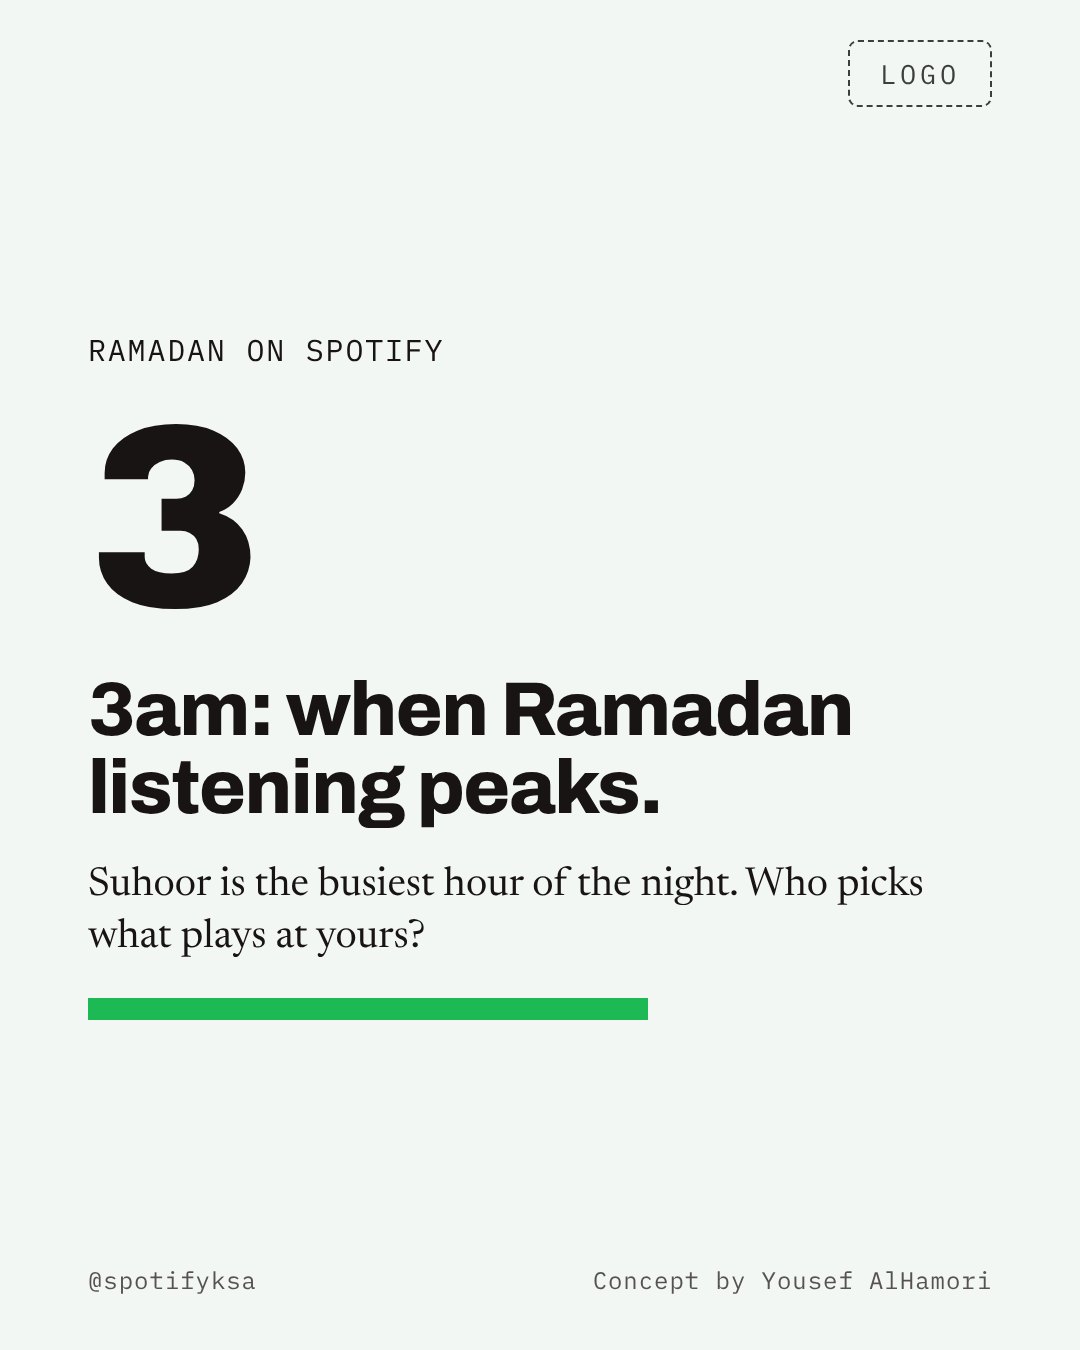 LOGO
RAMADAN ON SPOTIFY
3
3am: when Ramadan
listening peaks.
Suhoor is the busiest hour of the night. Who picks
what plays at yours?
@spotifyksa
Concept by Yousef AlHamori